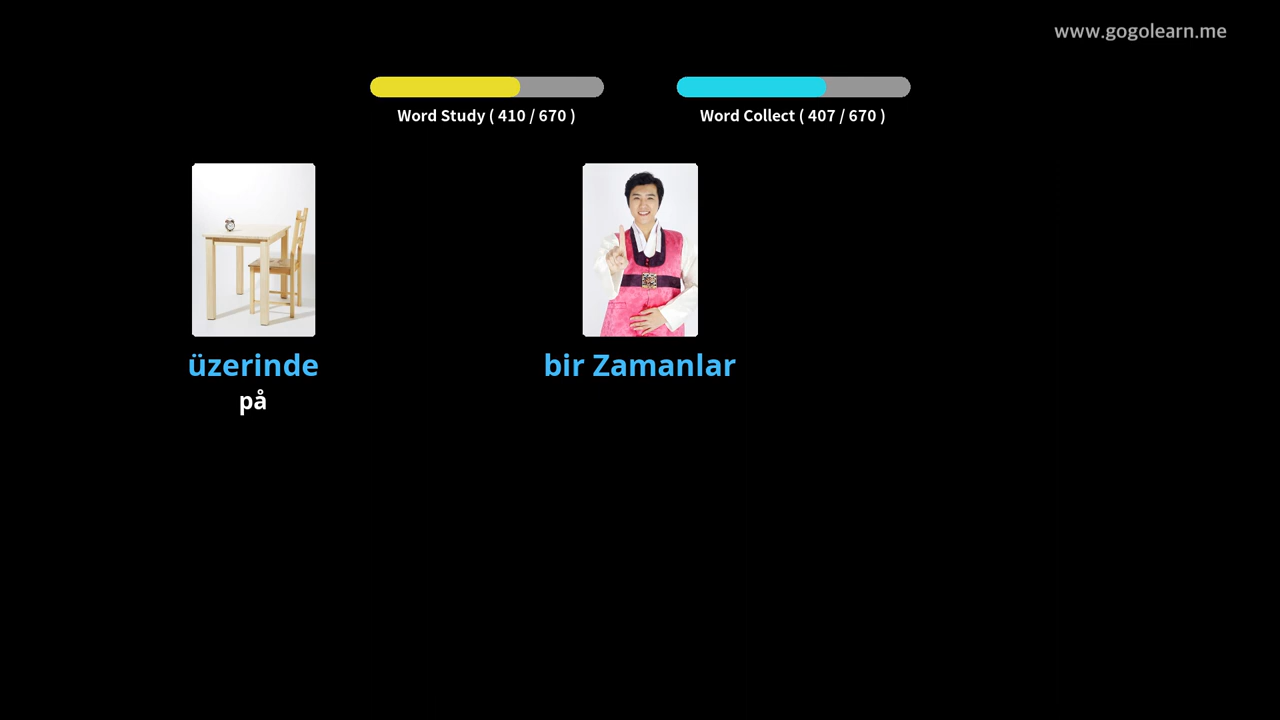 www.gogolearn.me
Word Study ( 410 / 670 )
Word Collect ( 407 / 670 )
üzerinde
på
bir Zamanlar